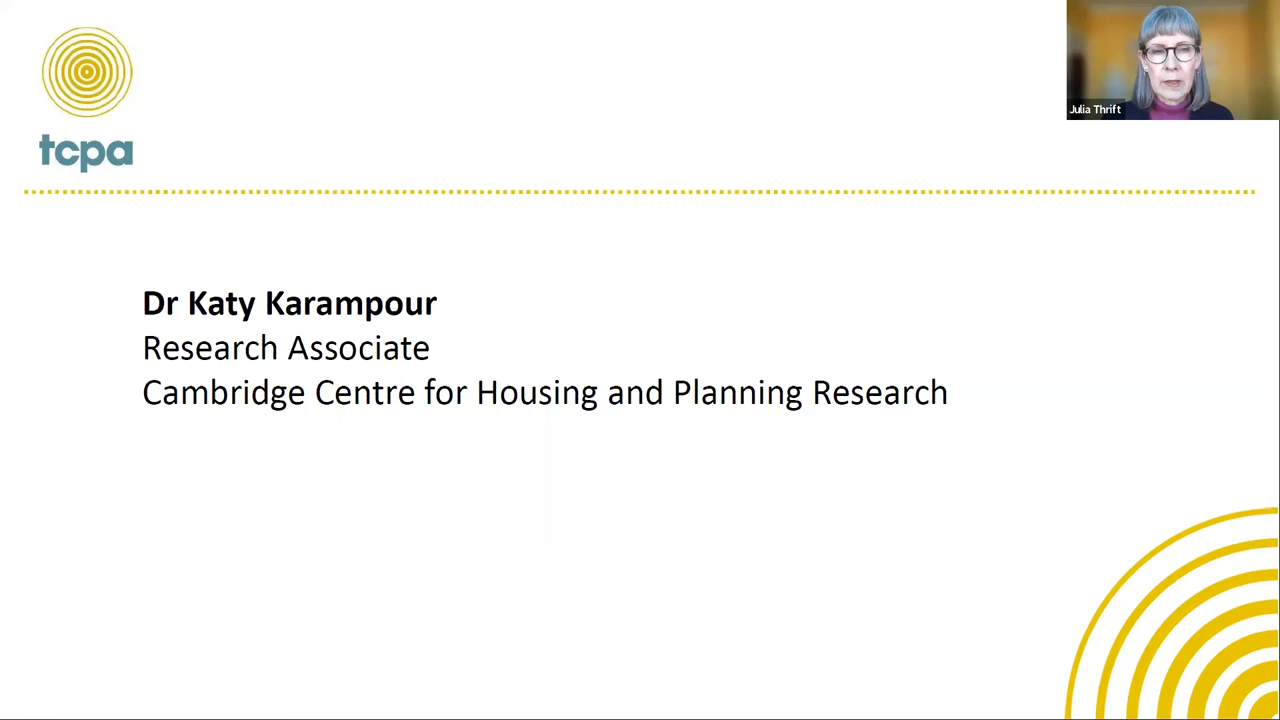 tcpa
Julia Thrift
Dr Katy Karampour
Research Associate
Cambridge Centre for Housing and Planning Research